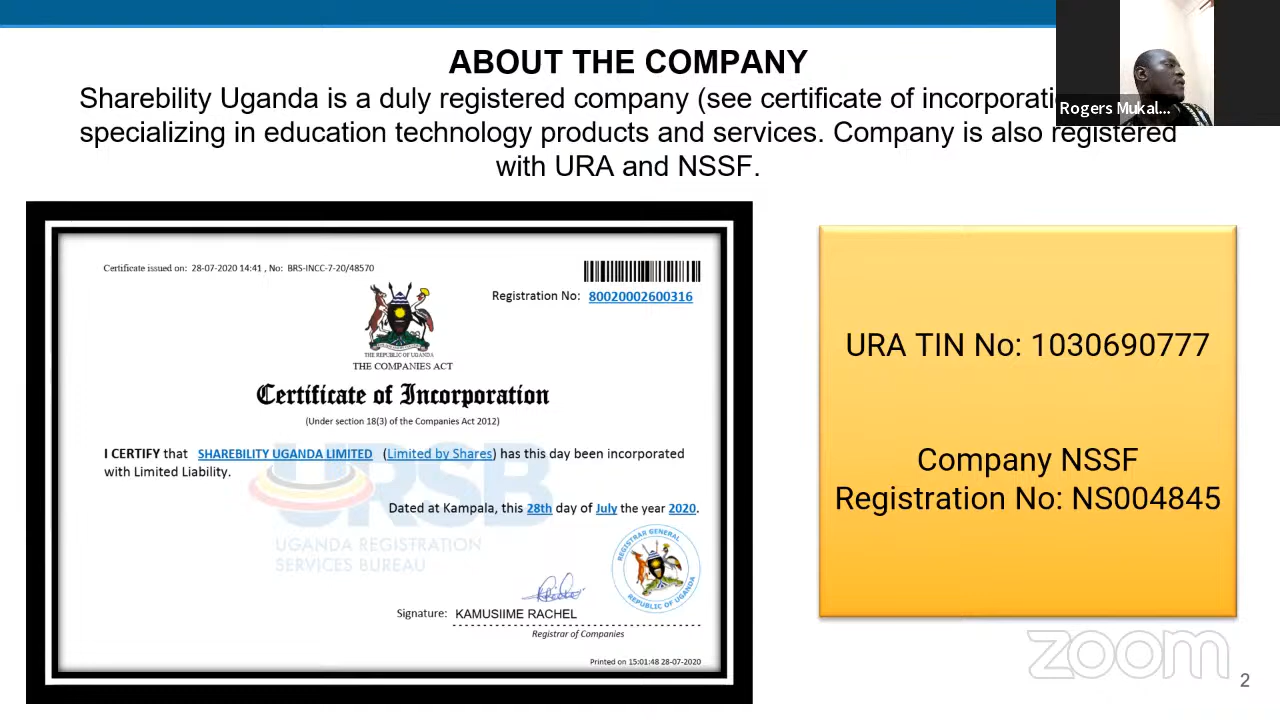 ABOUT THE COMPANY
Sharebility Uganda is a duly registered company (see certificate of
specializing in education technology products and services. Company is also registered
with URA and NSSF.
Rogers Mukal...
Certificate issued on: 28-07-2020 14:41 , No: BRS-INCC-7-20/48570
Registration No: 80020002600316
THE REPUBLIC OF UGANDA
THE COMPANIES ACT
Certificate of Incorporation
(Under section 18(3) of the Companies Act 2012)
I CERTIFY that SHAREBILITY UGANDA LIMITED (Limited by Shares) has this day been incorporated
with Limited Liability.
URSB
Dated at Kampala, this 28th day of July the year 2020.
UGANDA REGISTRATION
SERVICES BUREAU
REGISTRAR GENERAL
REPUBLIC OF UGANDA
Signature: KAMUSIIME RACHEL
Registrar of Companies
Printed on 15:01:48 28-07-2020
URA TIN No: 1030690777
Company NSSF
Registration No: NS004845
zoom
2